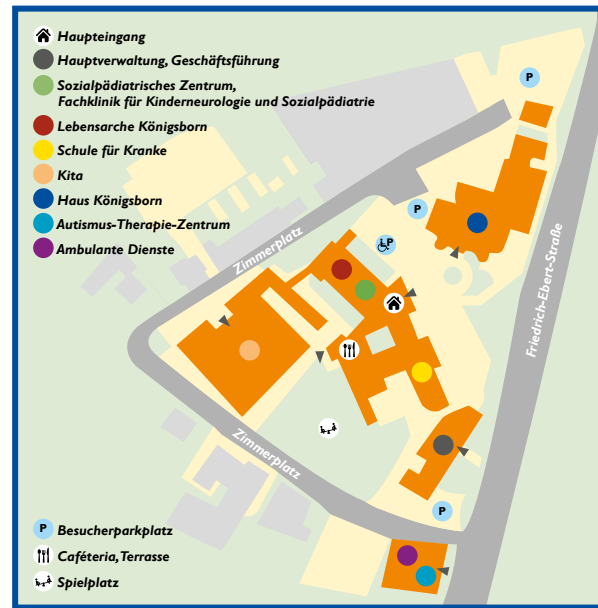 Haupteingang
Hauptverwaltung, Geschäftsführung
Sozialpädiatrisches Zentrum,
Fachklinik für Kinderneurologie und Sozialpädiatrie
Lebensarche Königsborn
Schule für Kranke
Kita
Haus Königsborn
Autismus-Therapie-Zentrum
Ambulante Dienste
P
P
LP
Zimmerplatz
Friedrich-Ebert-Straße
Zimmerplatz
P
P Besucherparkplatz
Caféteria, Terrasse
Spielplatz